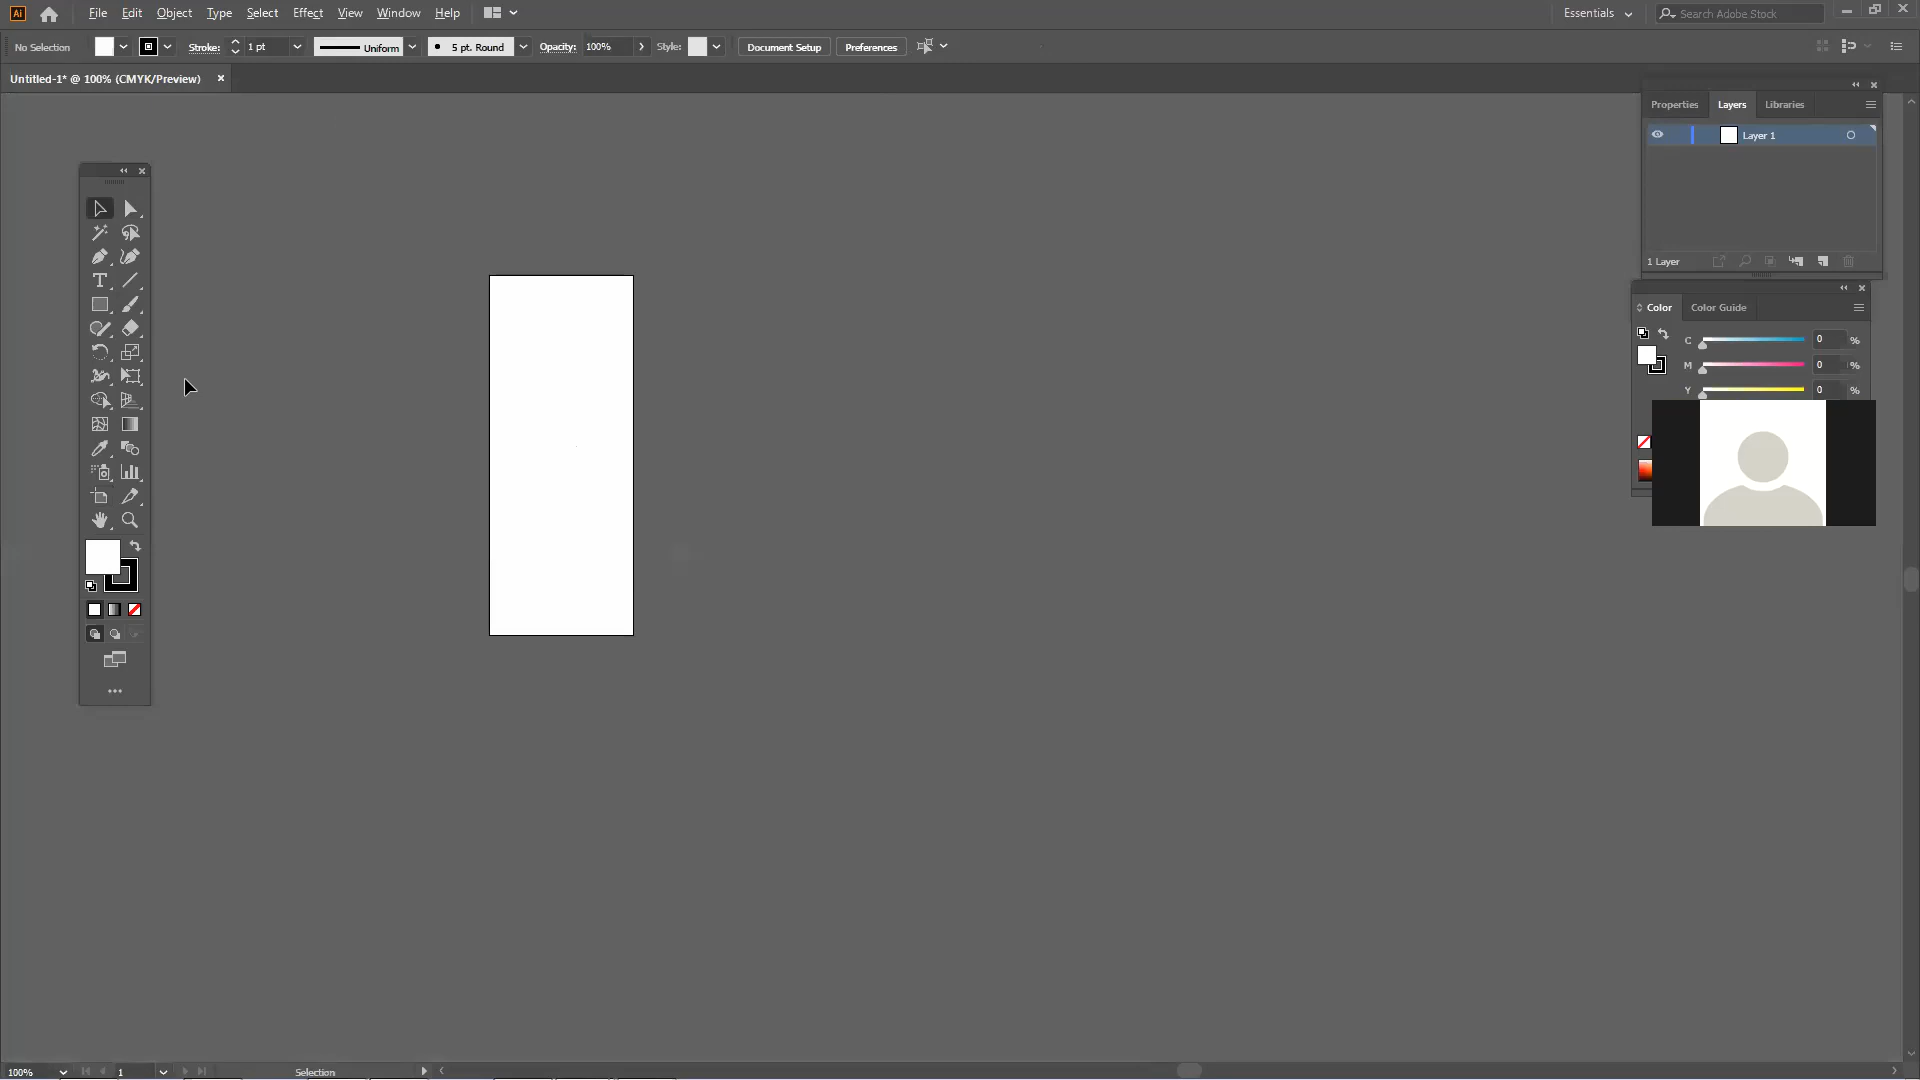 Ai File Edit Object Type Select Effect View Window Help Essentials Search Adobe Stock
No Selection Stroke: 1 pt Uniform 5 pt. Round Opacity: 100% Style: Document Setup Preferences
Untitled-1* @ 100% (CMYK/Preview)
Properties Layers Libraries
Layer 1
1 Layer
Color Color Guide
C 0 %
M 0 %
Y 0 %
T
100% 1 Selection